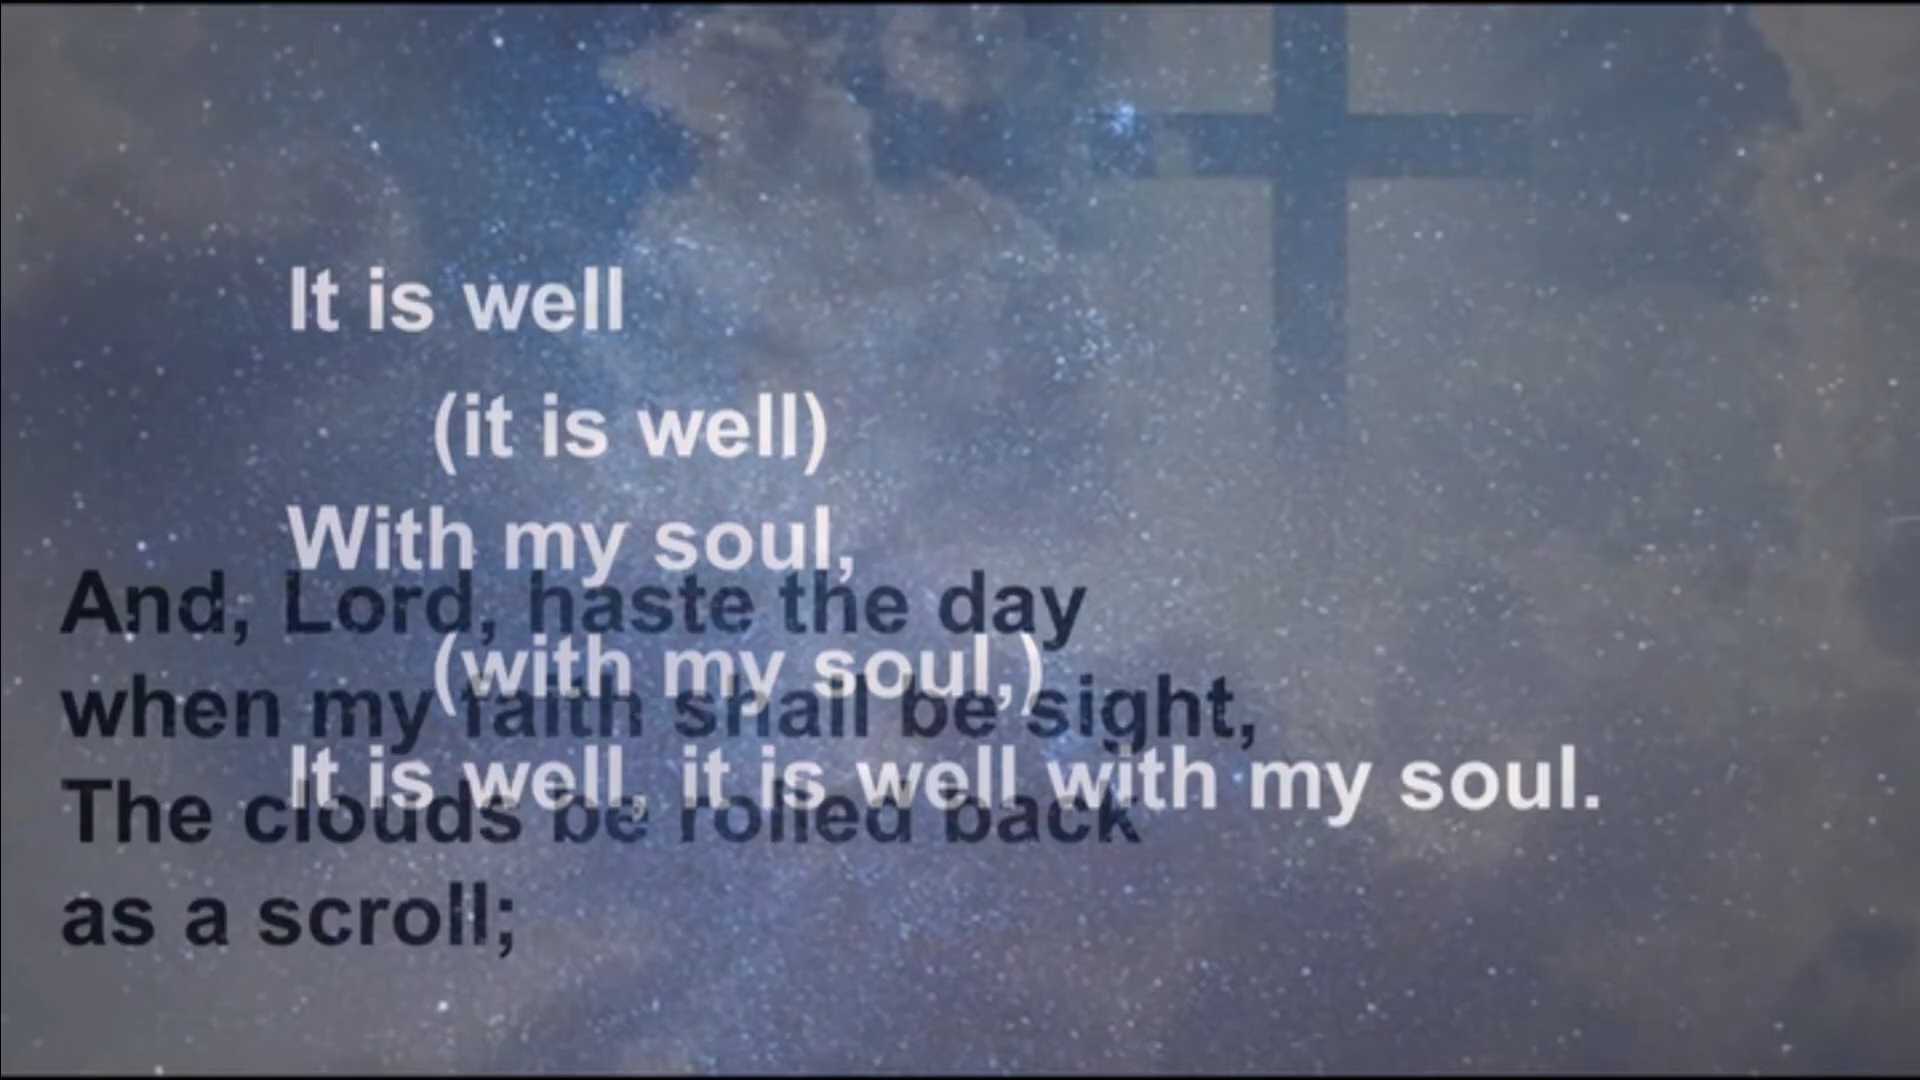 It is well
(it is well)
With my soul,
(with my soul,)
It is well, it is well with my soul.
And, Lord, haste the day
when my faith shall be sight,
The clouds be rolled back
as a scroll;